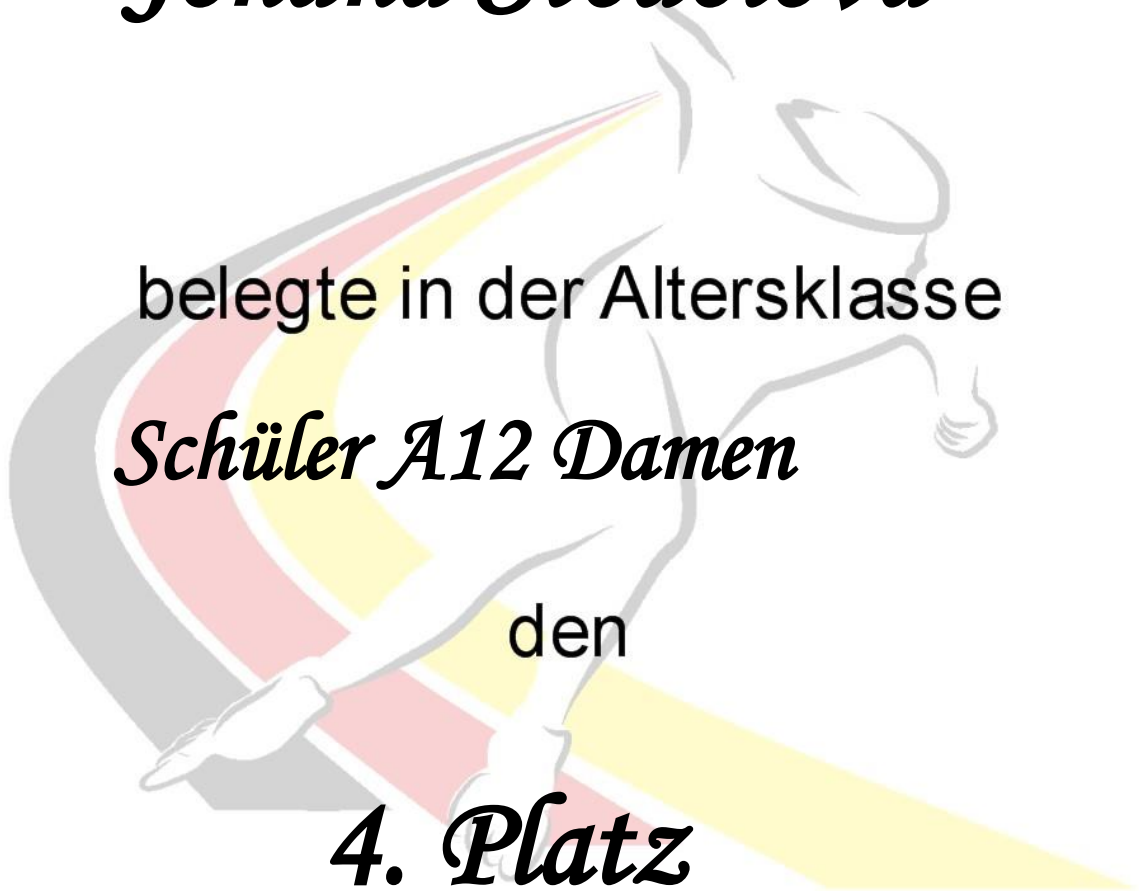 belegte in der Altersklasse
Schüler A12 Damen
den
4. Platz